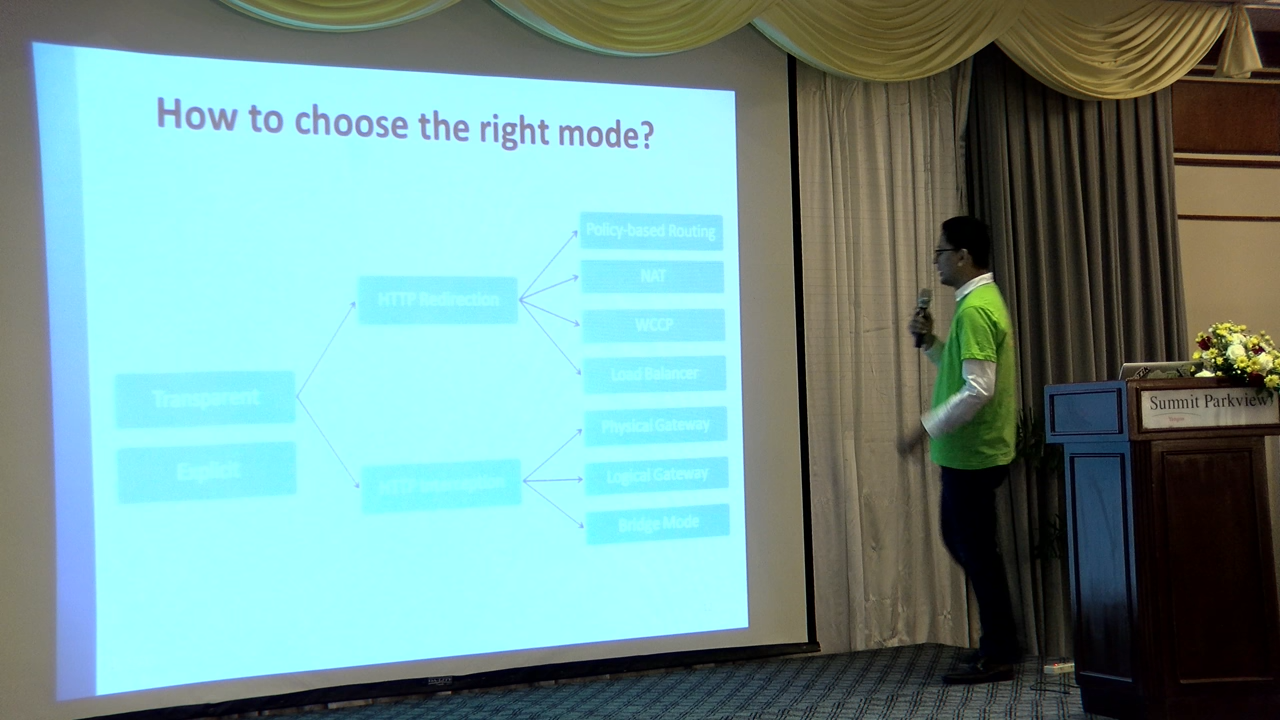 How to choose the right mode?
Policy-based Routing
NAT
HTTP Redirection
WCCP
Load Balancer
Transparent
Physical Gateway
Explicit
Logical Gateway
HTTP
Bridge Mode
Summit Parkview